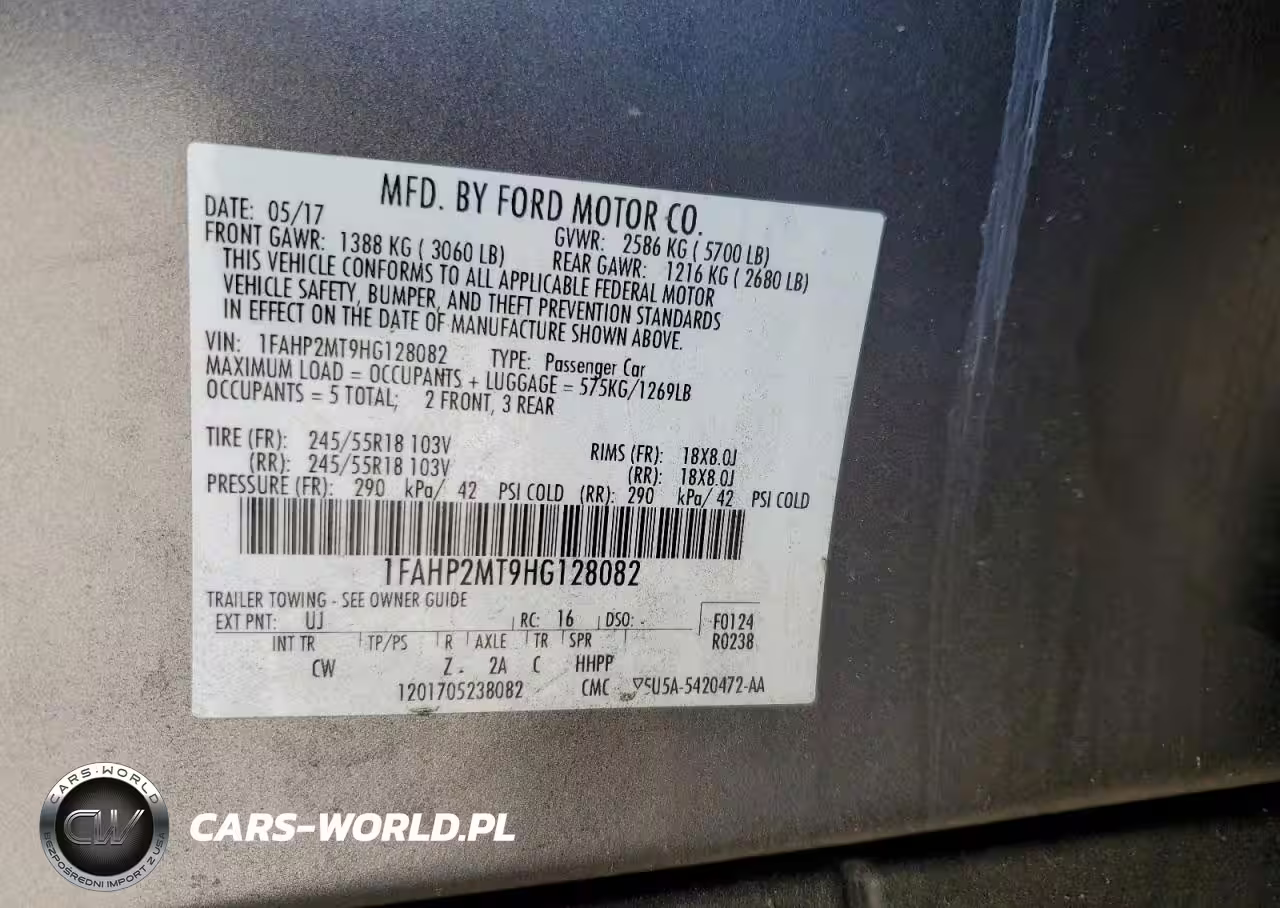 MFD. BY FORD MOTOR CO.
DATE: 05/17 GVWR: 2586 KG ( 5700 LB)
FRONT GAWR: 1388 KG ( 3060 LB) REAR GAWR: 1216 KG ( 2680 LB)
THIS VEHICLE CONFORMS TO ALL APPLICABLE FEDERAL MOTOR
VEHICLE SAFETY, BUMPER, AND THEFT PREVENTION STANDARDS
IN EFFECT ON THE DATE OF MANUFACTURE SHOWN ABOVE.
VIN: 1FAHP2MT9HG128082 TYPE: Passenger Car
MAXIMUM LOAD = OCCUPANTS + LUGGAGE = 575KG/1269LB
OCCUPANTS = 5 TOTAL; 2 FRONT, 3 REAR
TIRE (FR): 245/55R18 103V RIMS (FR): 18X8.0J
(RR): 245/55R18 103V (RR): 18X8.0J
PRESSURE (FR): 290 kPa/ 42 PSI COLD (RR): 290 kPa/ 42 PSI COLD
1FAHP2MT9HG128082
TRAILER TOWING - SEE OWNER GUIDE
EXT PNT: UJ RC: 16 DSO: - F0124
INT TR TP/PS R AXLE TR SPR R0238
CW Z - 2A C HHPP
1201705238082 CMC 5U5A-5420472-AA
CARS-WORLD
CW
BEZPOŚREDNI IMPORT Z USA
CARS-WORLD.PL